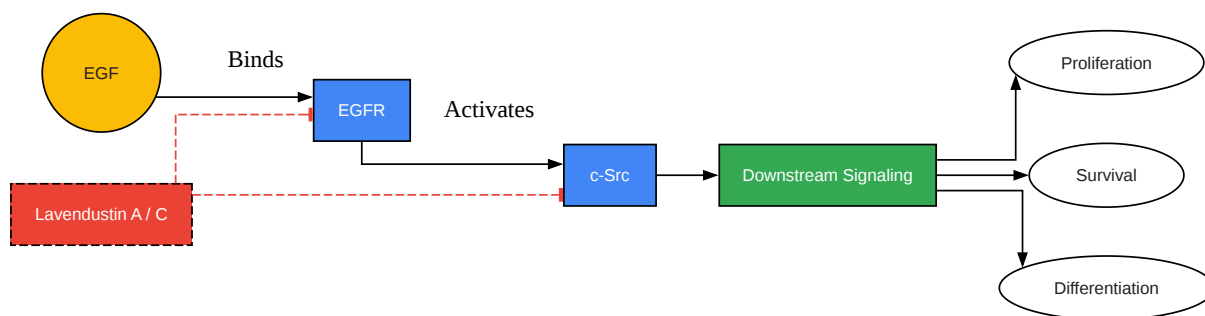 EGF
Binds
EGFR
Activates
Lavendustin A / C
c-Src
Downstream Signaling
Proliferation
Survival
Differentiation